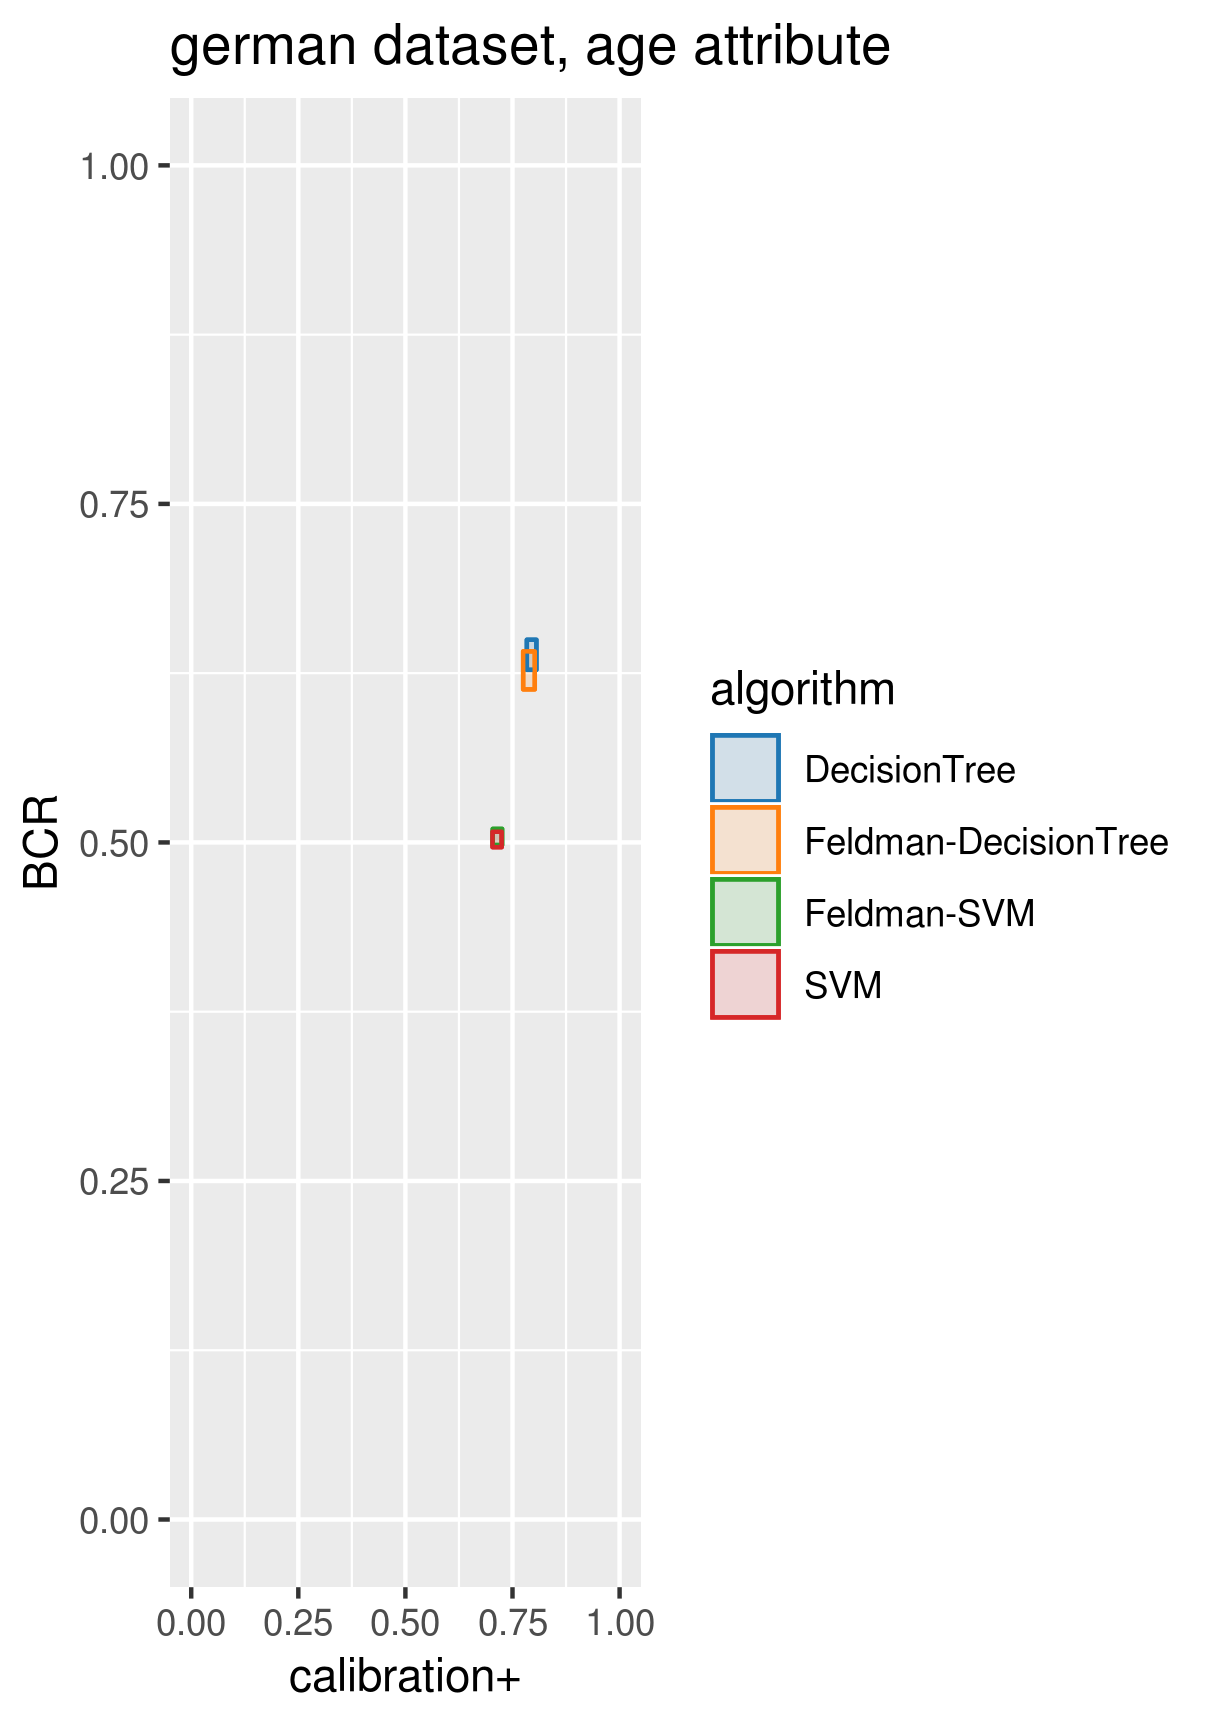 german dataset, age attribute
1.00
0.75
0.50
0.25
0.00
BCR
0.00 0.25 0.50 0.75 1.00
calibration+
algorithm
DecisionTree
Feldman-DecisionTree
Feldman-SVM
SVM